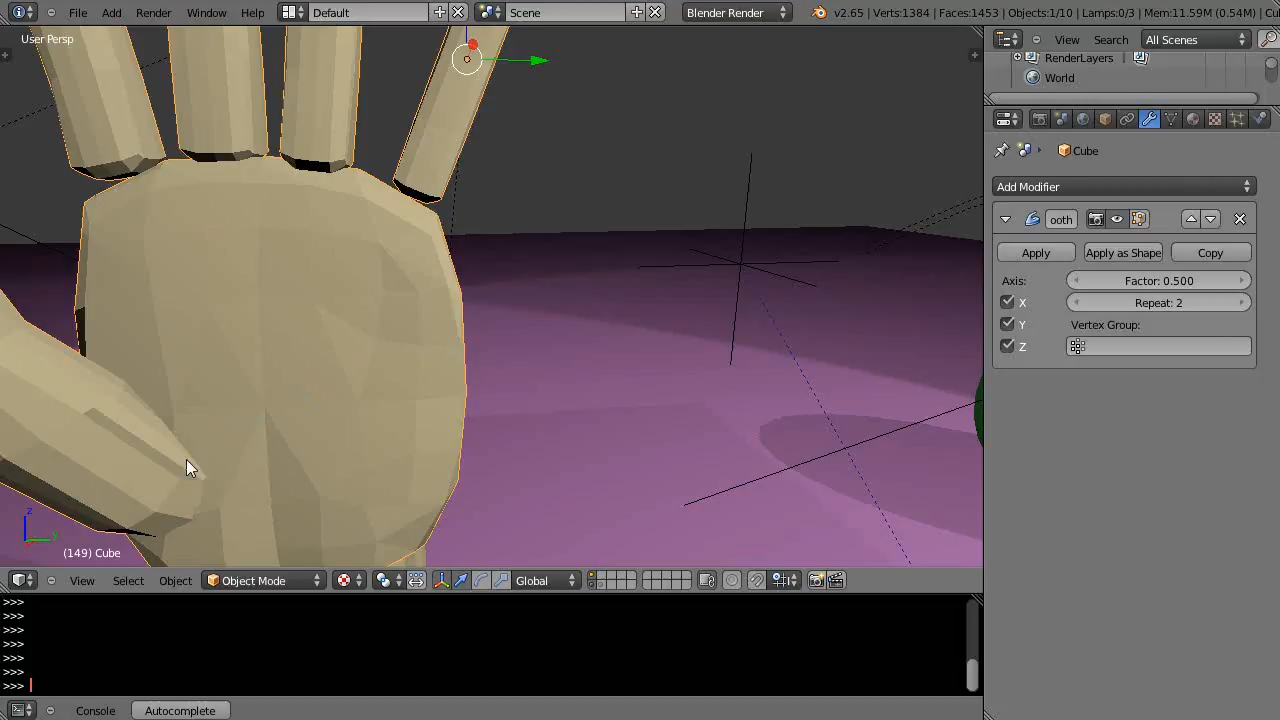 File Add Render Window Help Default Scene Blender Render v2.65 | Verts:1384 | Faces:1453 | Objects:1/10 | Lamps:0/3 | Mem:11.59M (0.54M) | Cu
User Persp
View Search All Scenes
RenderLayers
World
Cube
Add Modifier
ooth
Apply Apply as Shape Copy
Axis: Factor: 0.500
X Repeat: 2
Y Vertex Group:
Z
z
y
(149) Cube
View Select Object Object Mode Global
>>>
>>>
>>>
>>>
>>>
>>>
>>>
Console Autocomplete